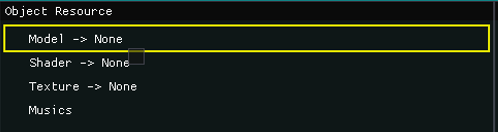 Object Resource
Model -> None
Shader -> None
Texture -> None
Musics